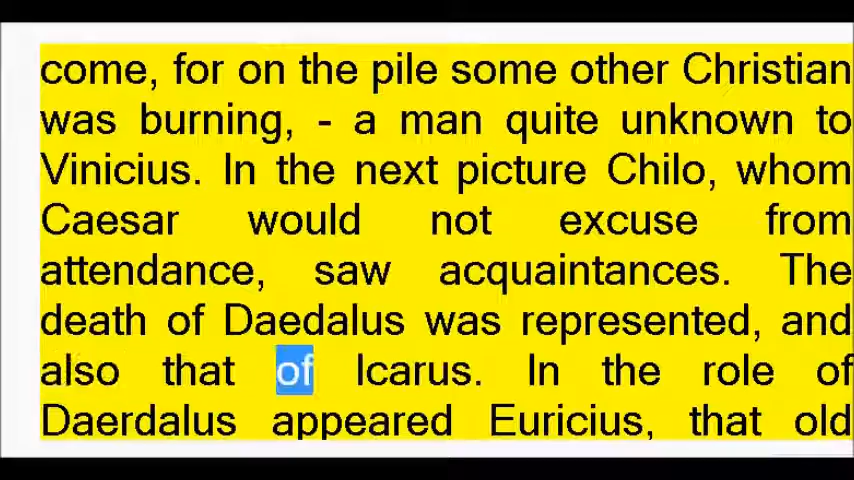 come, for on the pile some other Christian
was burning, - a man quite unknown to
Vinicius. In the next picture Chilo, whom
Caesar would not excuse from
attendance, saw acquaintances. The
death of Daedalus was represented, and
also that of Icarus. In the role of
Daerdalus appeared Euricius, that old